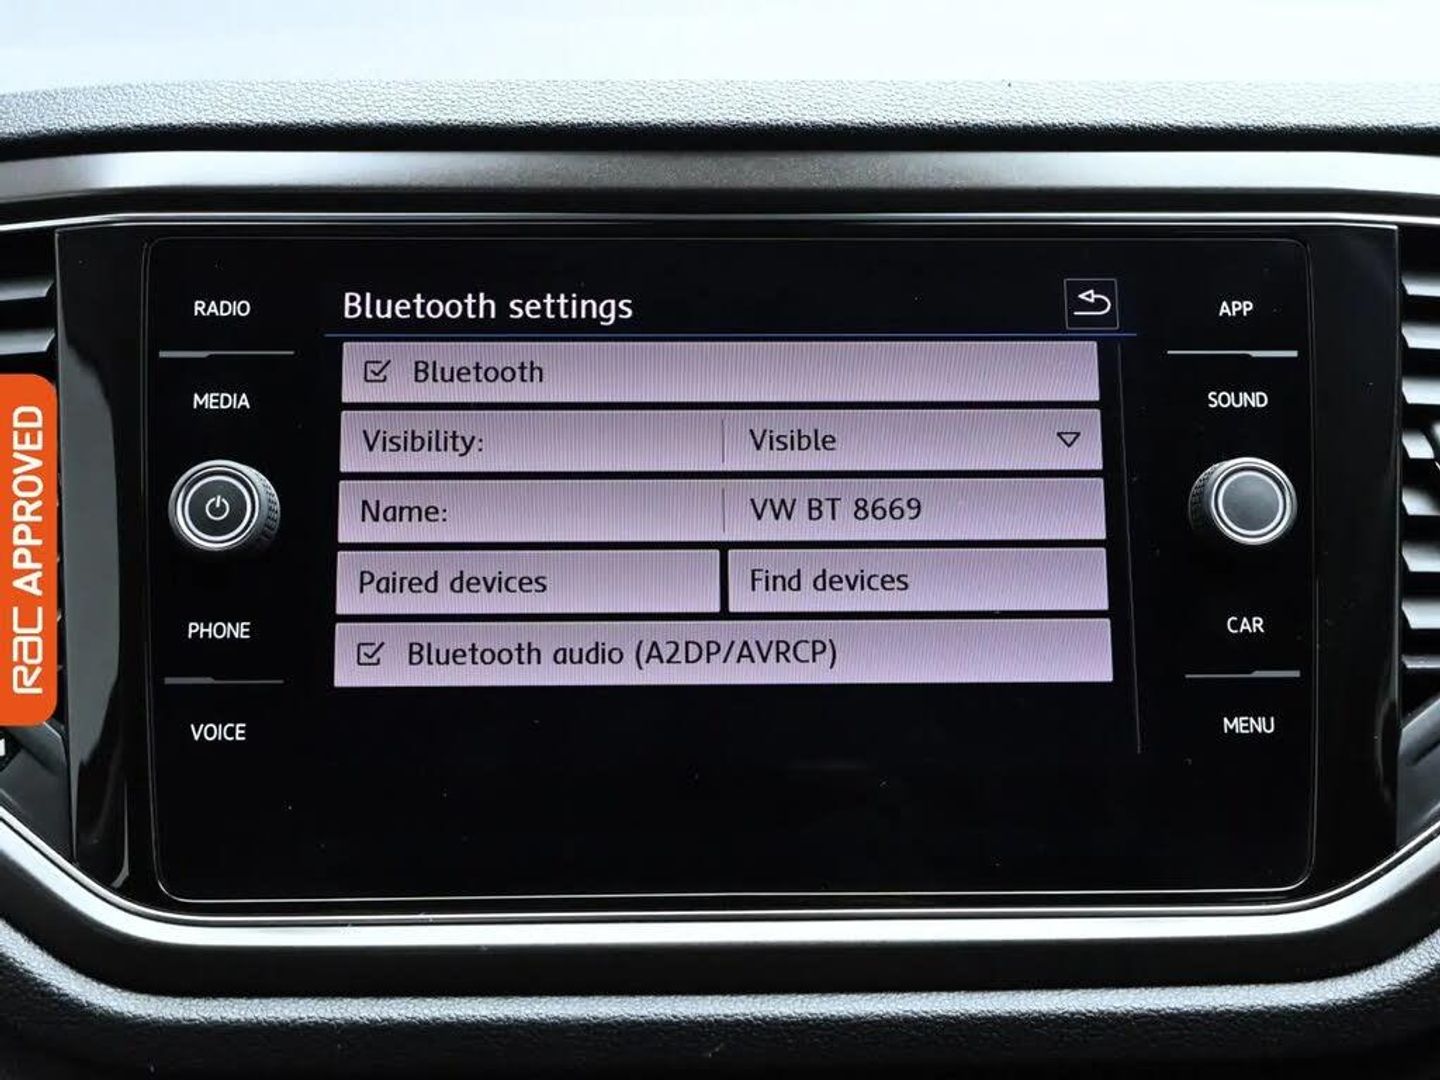 RADIO
MEDIA
PHONE
VOICE
Bluetooth settings
Bluetooth
Visibility: Visible
Name: VW BT 8669
Paired devices Find devices
Bluetooth audio (A2DP/AVRCP)
APP
SOUND
CAR
MENU
RAC APPROVED